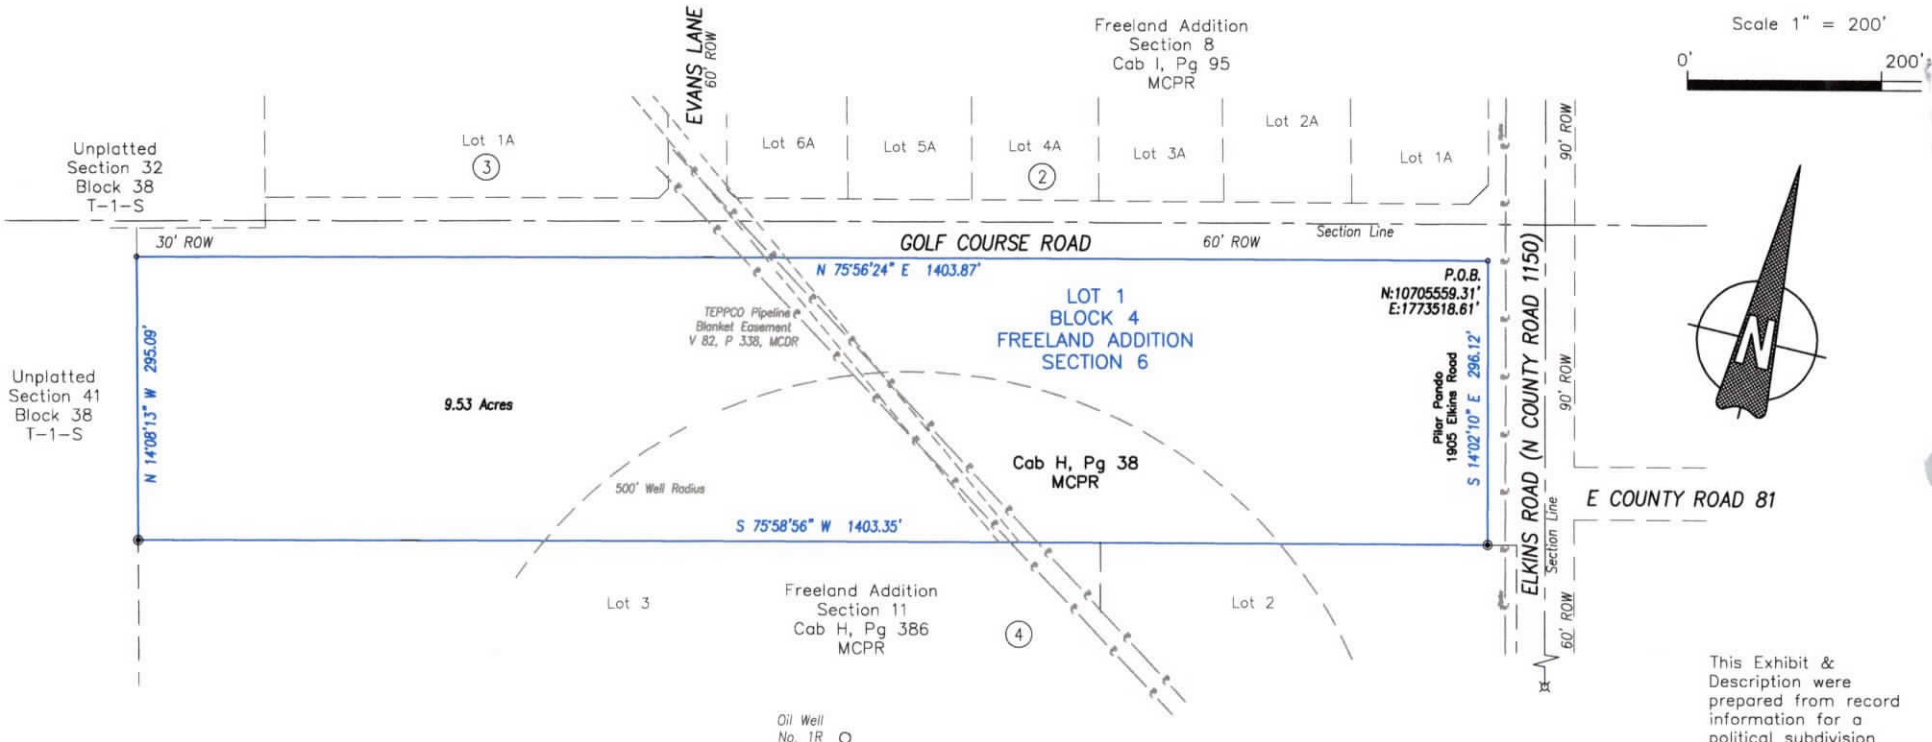 EVANS LANE
60' ROW
Freeland Addition
Section 8
Cab I, Pg 95
MCPR
Scale 1" = 200'
0'
200'
Unplatted
Section 32
Block 38
T-1-S
Lot 1A
3
Lot 6A
Lot 5A
Lot 4A
2
Lot 3A
Lot 2A
Lot 1A
90' ROW
30' ROW
GOLF COURSE ROAD
60' ROW
Section Line
N 75°56'24" E 1403.87'
P.O.B.
N:10705559.31'
E:1773518.61'
LOT 1
BLOCK 4
FREELAND ADDITION
SECTION 6
TEPPCO Pipeline
Blanket Easement
V 82, P 338, MCDR
N 14°08'13" W 295.09'
Unplatted
Section 41
Block 38
T-1-S
9.53 Acres
Pilar Pando
1905 Elkins Road
S 14°02'10" E 296.12'
ELKINS ROAD (N COUNTY ROAD 1150)
90' ROW
N
Cab H, Pg 38
MCPR
500' Well Radius
S 75°58'56" W 1403.35'
Section Line
E COUNTY ROAD 81
Lot 3
Freeland Addition
Section 11
Cab H, Pg 386
MCPR
4
Lot 2
60' ROW
Oil Well
No. 1R
This Exhibit &
Description were
prepared from record
information for a
political subdivision